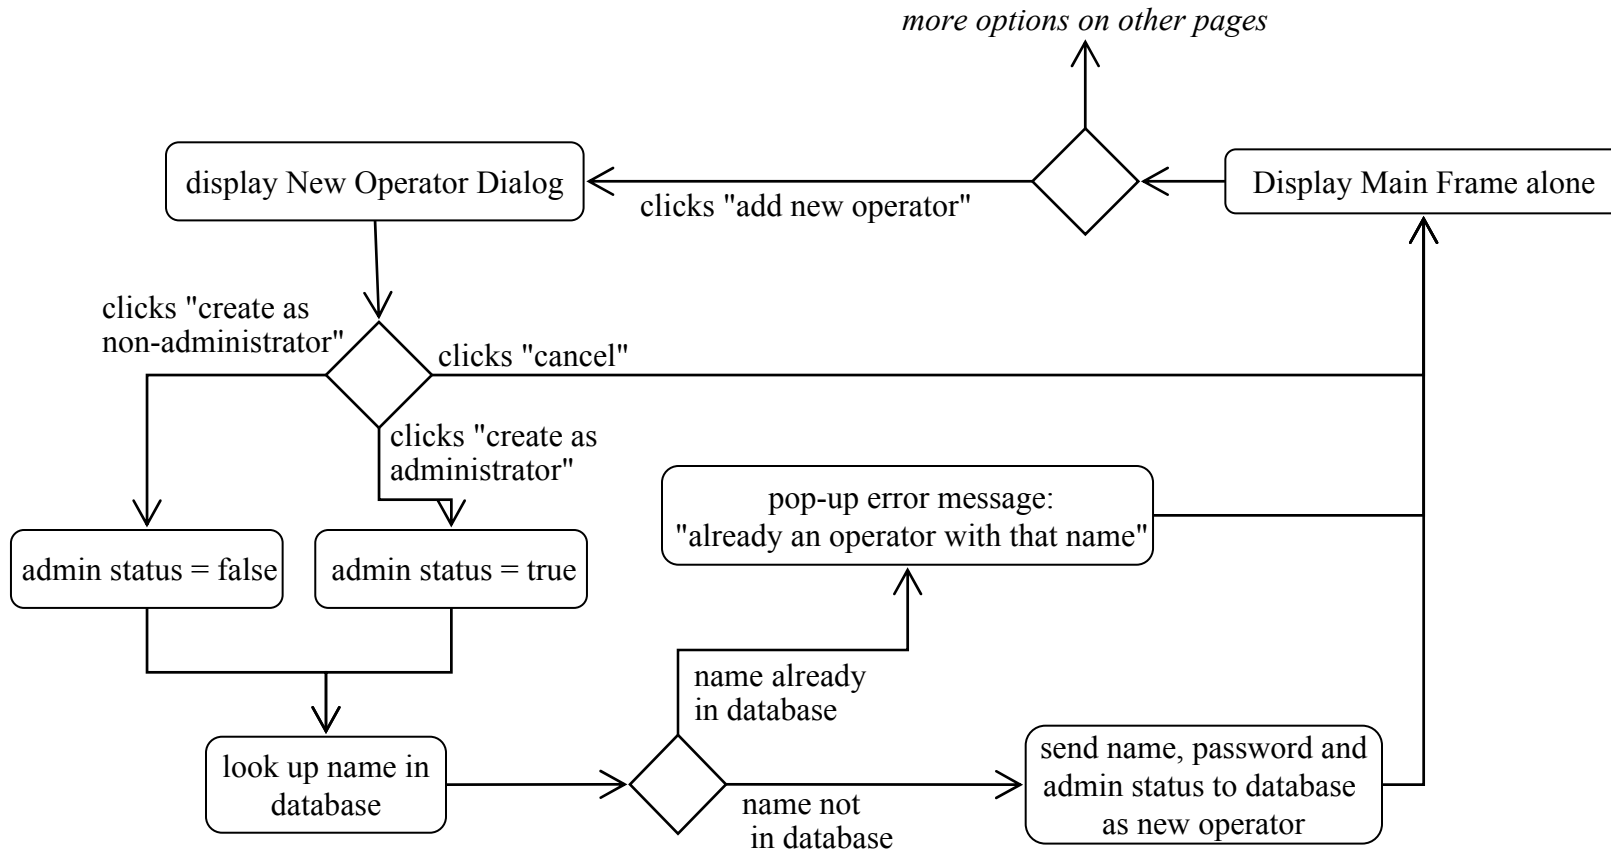 more options on other pages
display New Operator Dialog
clicks "add new operator"
Display Main Frame alone
clicks "create as
non-administrator"
clicks "cancel"
clicks "create as
administrator"
pop-up error message:
"already an operator with that name"
admin status = false
admin status = true
name already
in database
look up name in
database
name not
in database
send name, password and
admin status to database
as new operator